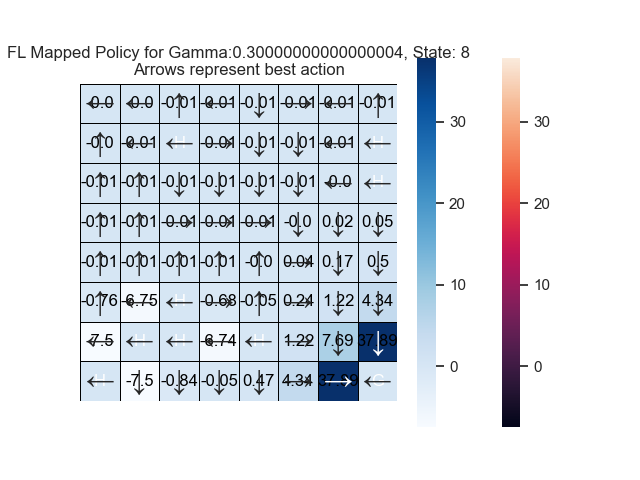 FL Mapped Policy for Gamma:0.30000000000000004, State: 8
Arrows represent best action
-0.0 -0.0 -0.01 -0.01 -0.01 -0.01 -0.01 -0.01
-0.0 -0.01 H -0.01 -0.01 -0.01 -0.01 H
-0.01 -0.01 -0.01 -0.01 -0.01 -0.01 -0.0 H
-0.01 -0.01 -0.01 -0.01 -0.01 -0.0 0.02 0.05
-0.01 -0.01 -0.01 -0.01 -0.0 0.04 0.17 0.5
-0.76 -6.75 H -0.68 -0.05 0.24 1.22 4.34
-7.5 H H -6.74 H 1.22 7.69 37.89
H -7.5 -0.84 -0.05 0.47 4.34 37.89 G
30
20
10
0
30
20
10
0